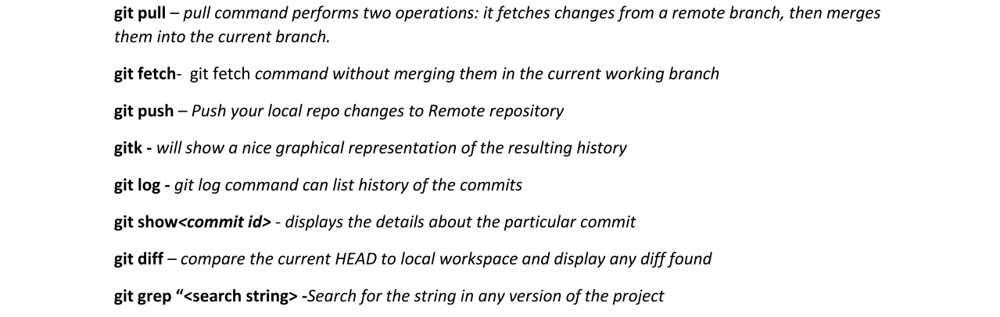 git pull – pull command performs two operations: it fetches changes from a remote branch, then merges
them into the current branch.
git fetch-  git fetch command without merging them in the current working branch
git push – Push your local repo changes to Remote repository
gitk - will show a nice graphical representation of the resulting history
git log - git log command can list history of the commits
git show<commit id> - displays the details about the particular commit
git diff – compare the current HEAD to local workspace and display any diff found
git grep “<search string> -Search for the string in any version of the project